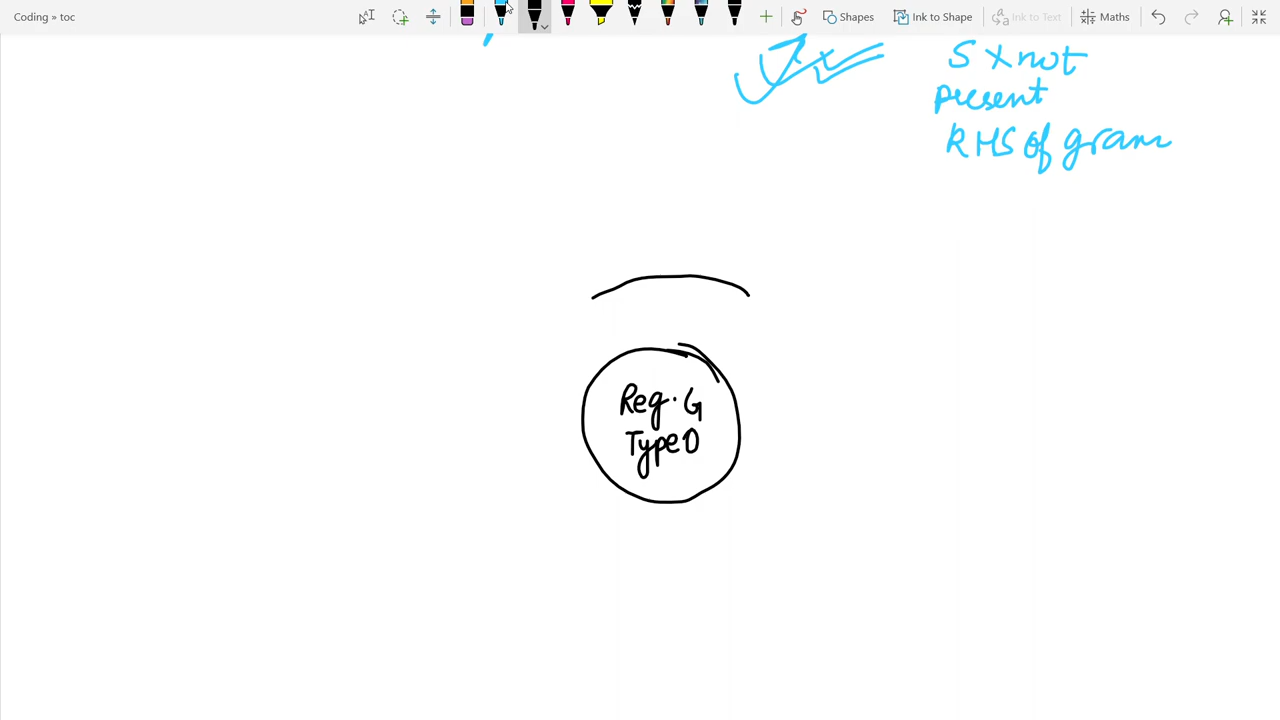 Coding » toc
Shapes
Ink to Shape
Ink to Text
Maths
S X not
present
RHS of gram
Reg. G
Type 0